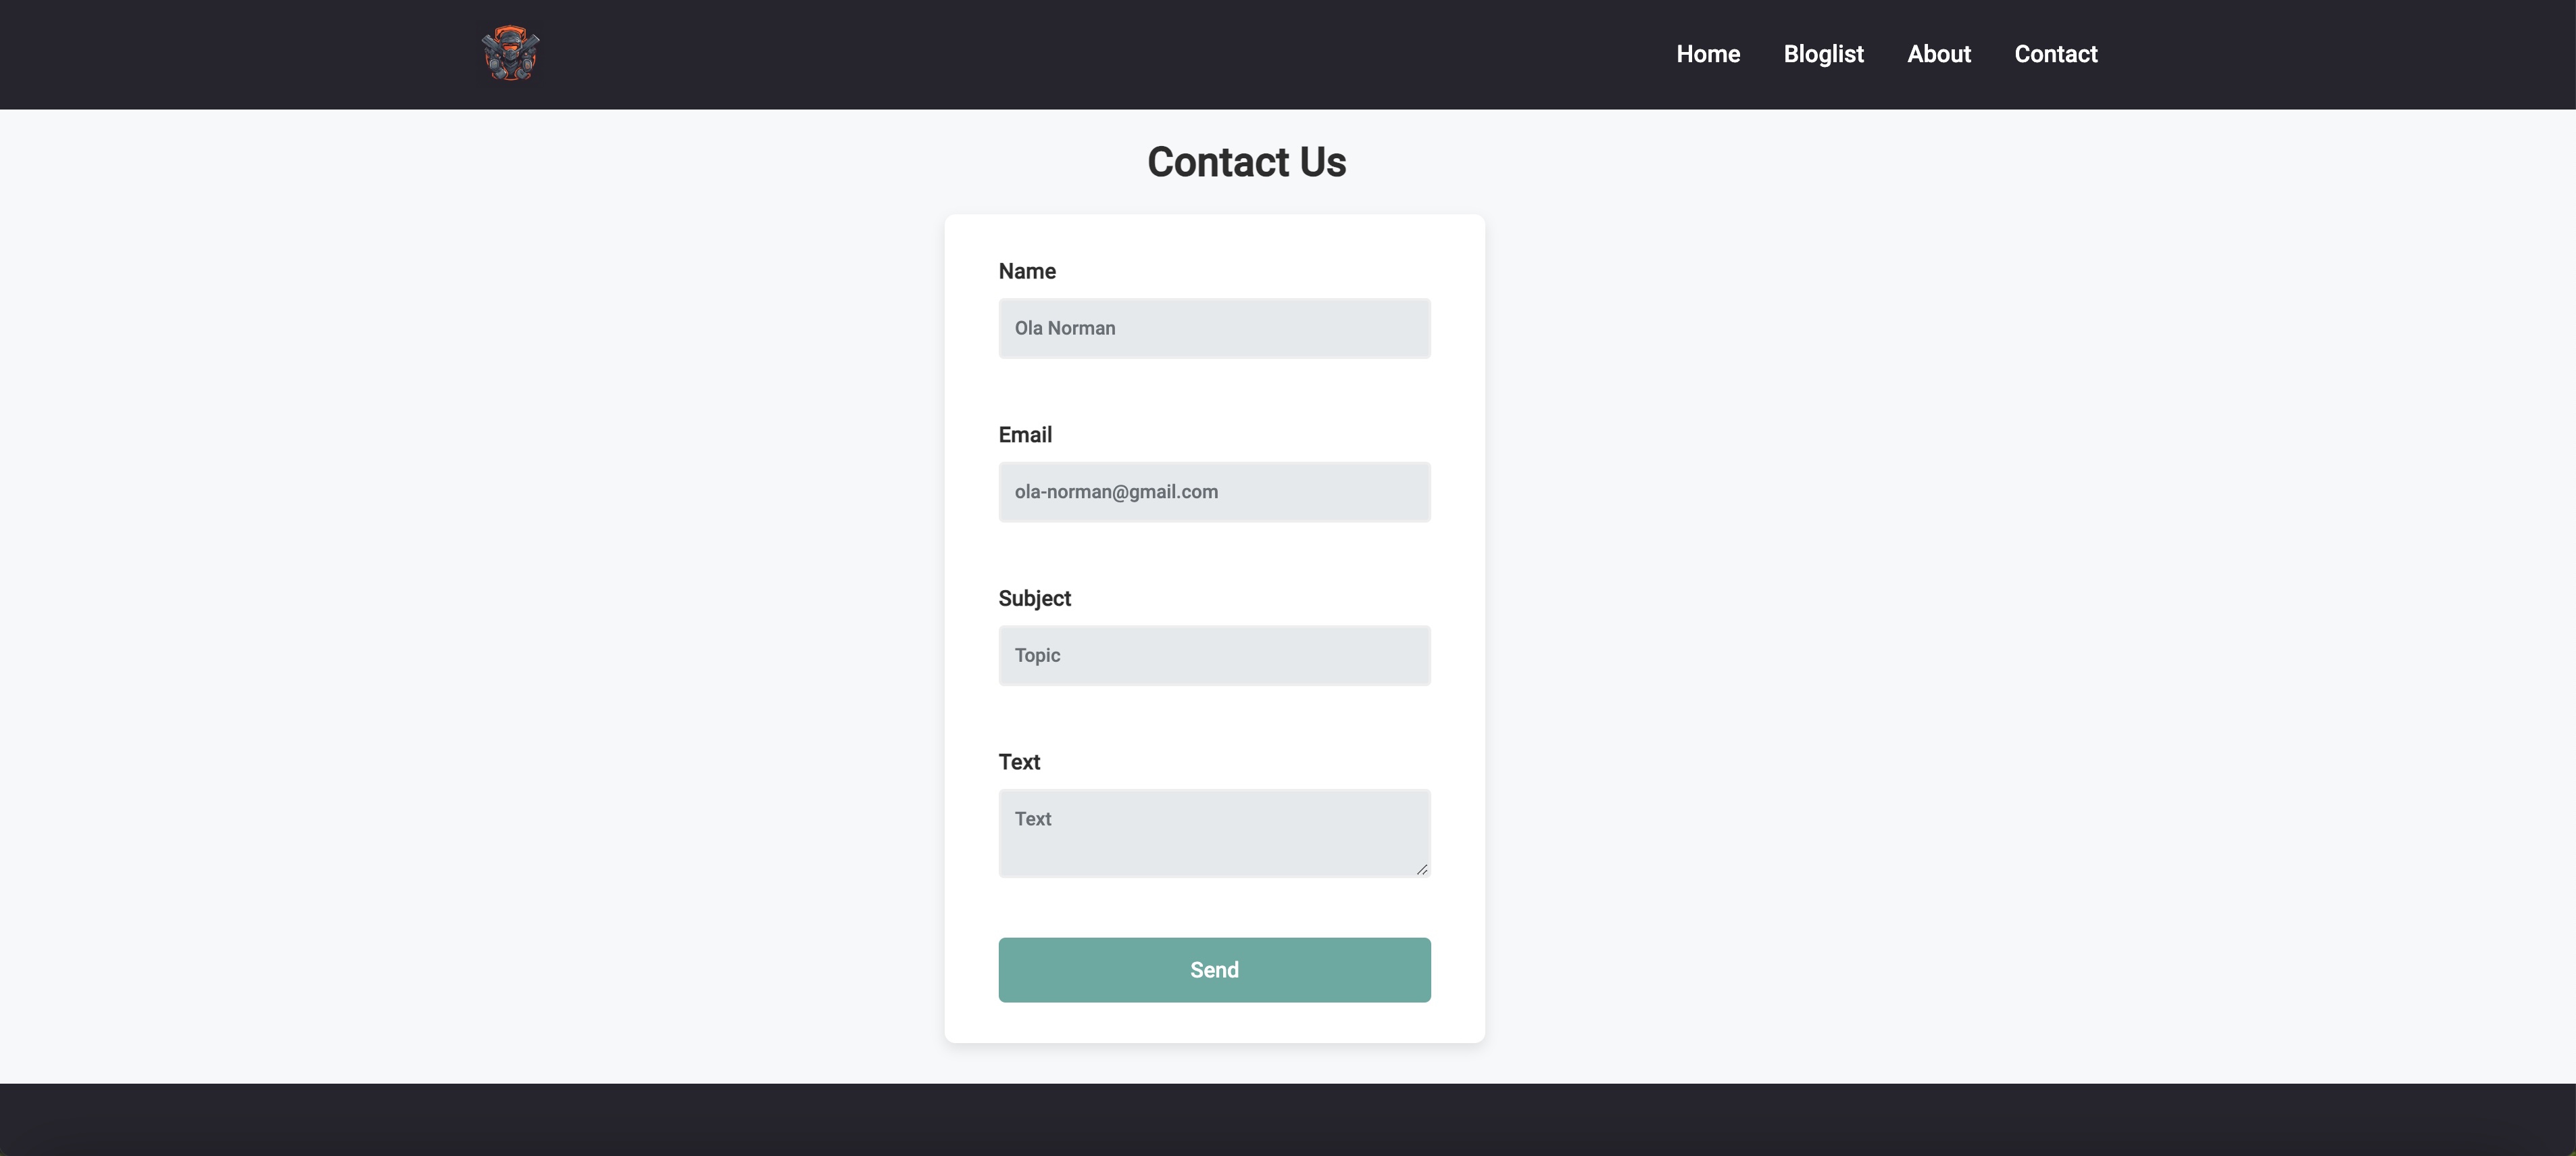 Home Bloglist About Contact
Contact Us
Name
Ola Norman
Email
ola-norman@gmail.com
Subject
Topic
Text
Text
Send